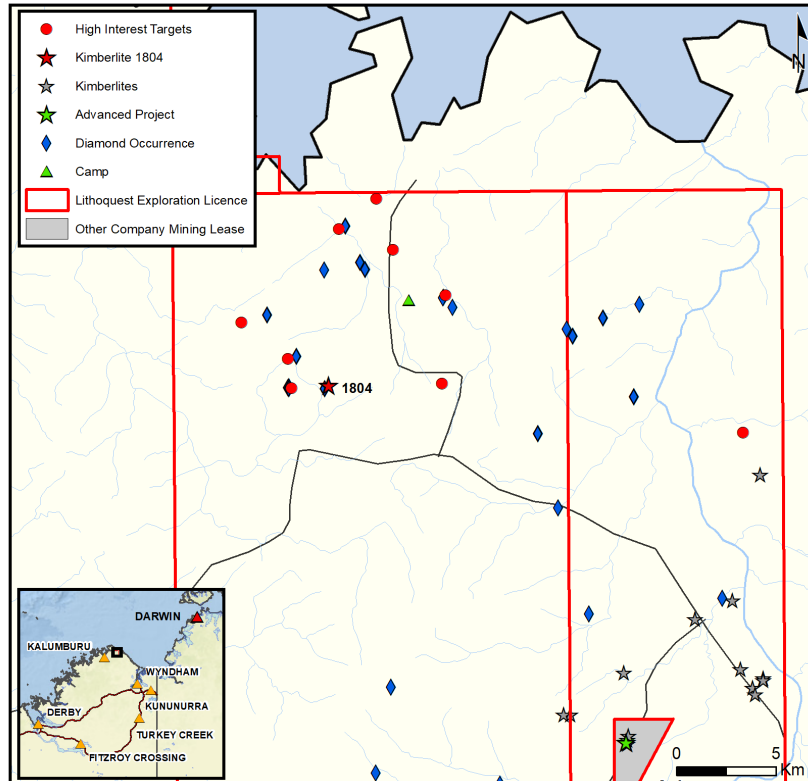 High Interest Targets
Kimberlite 1804
Kimberlites
Advanced Project
Diamond Occurrence
Camp
Lithoquest Exploration Licence
Other Company Mining Lease
N
1804
DARWIN
KALUMBURU
WYNDHAM
DERBY
KUNUNURRA
TURKEY CREEK
FITZROY CROSSING
0 5
Km